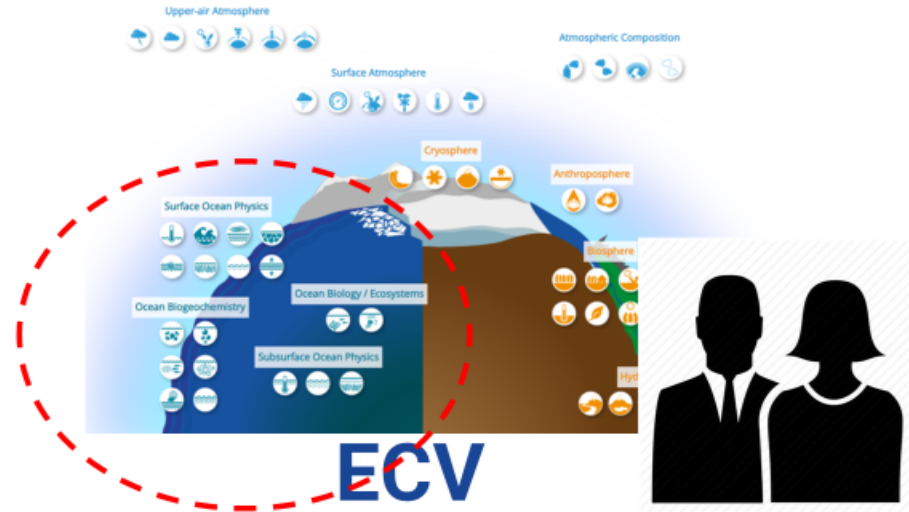 Upper-air Atmosphere
Atmospheric Composition
Surface Atmosphere
Cryosphere
Anthroposphere
Surface Ocean Physics
Biosphere
Ocean Biology / Ecosystems
Ocean Biogeochemistry
Subsurface Ocean Physics
Hyd
ECV